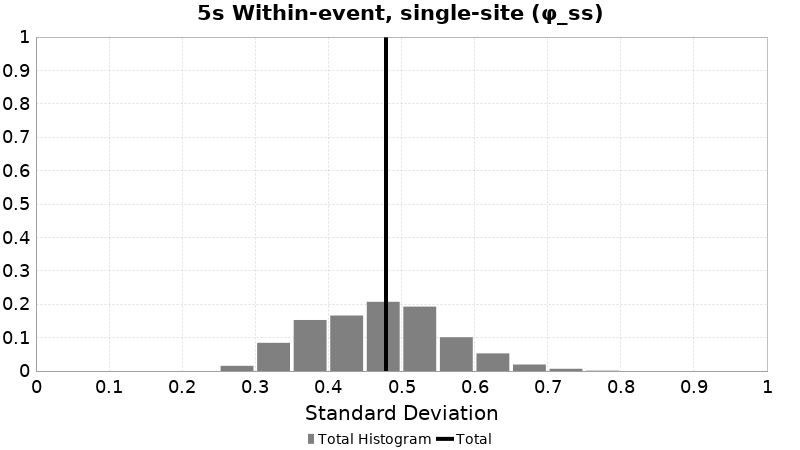 5s Within-event, single-site (φ_ss)
1
0.9
0.8
0.7
0.6
0.5
0.4
0.3
0.2
0.1
0
0 0.1 0.2 0.3 0.4 0.5 0.6 0.7 0.8 0.9 1
Standard Deviation
Total Histogram Total